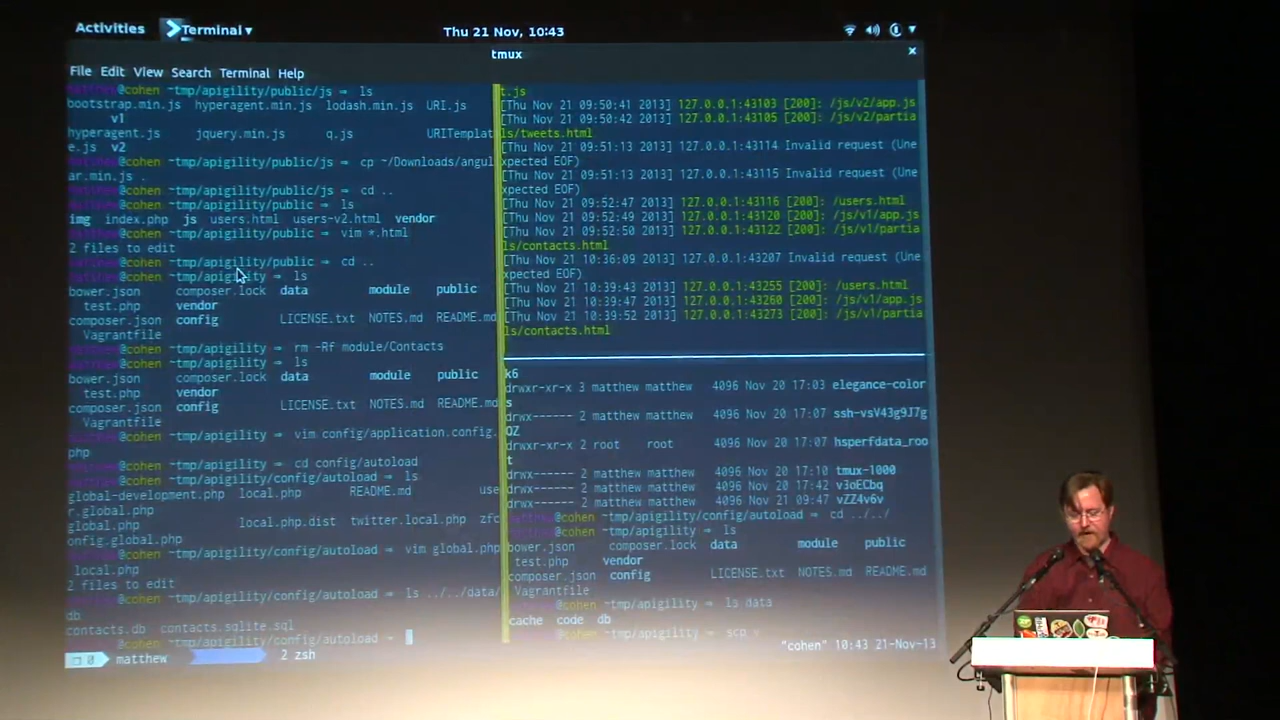 Activities Terminal Thu 21 Nov, 10:43
tmux
File Edit View Search Terminal Help
@cohen ~tmp/apigility/public/js ls
bootstrap.min.js hyperagent.min.js lodash.min.js URI.js
v1
hyperagent.js jquery.min.js q.js URITemplat
e.js v2
@cohen ~tmp/apigility/public/js cp ~/Downloads/angul
ar.min.js .
@cohen ~tmp/apigility/public/js cd ..
@cohen ~tmp/apigility/public ls
img index.php js users.html users-v2.html vendor
@cohen ~tmp/apigility/public vim *.html
2 files to edit
@cohen ~tmp/apigility/public cd ..
@cohen ~tmp/apigility ls
bower.json composer.lock data module public
test.php vendor
composer.json config LICENSE.txt NOTES.md README.md
Vagrantfile
@cohen ~tmp/apigility rm -Rf module/Contacts
@cohen ~tmp/apigility ls
bower.json composer.lock data module public
test.php vendor
composer.json config LICENSE.txt NOTES.md README.md
Vagrantfile
@cohen ~tmp/apigility vim config/application.config.
php
@cohen ~tmp/apigility cd config/autoload
@cohen ~tmp/apigility/config/autoload ls
global-development.php local.php README.md use
r.global.php
global.php local.php.dist twitter.local.php zfc
onfig.global.php
@cohen ~tmp/apigility/config/autoload vim global.php
local.php
2 files to edit
@cohen ~tmp/apigility/config/autoload ls ../../data/
db
contacts.db contacts.sqlite.sql
@cohen ~tmp/apigility/config/autoload
t.js
[Thu Nov 21 09:50:41 2013] 127.0.0.1:43103 [200]: /js/v2/app.js
[Thu Nov 21 09:50:42 2013] 127.0.0.1:43105 [200]: /js/v2/partia
ls/tweets.html
[Thu Nov 21 09:51:13 2013] 127.0.0.1:43114 Invalid request (Une
xpected EOF)
[Thu Nov 21 09:51:13 2013] 127.0.0.1:43115 Invalid request (Une
xpected EOF)
[Thu Nov 21 09:52:47 2013] 127.0.0.1:43116 [200]: /users.html
[Thu Nov 21 09:52:49 2013] 127.0.0.1:43120 [200]: /js/v1/app.js
[Thu Nov 21 09:52:50 2013] 127.0.0.1:43122 [200]: /js/v1/partia
ls/contacts.html
[Thu Nov 21 10:36:09 2013] 127.0.0.1:43207 Invalid request (Une
xpected EOF)
[Thu Nov 21 10:39:43 2013] 127.0.0.1:43255 [200]: /users.html
[Thu Nov 21 10:39:47 2013] 127.0.0.1:43260 [200]: /js/v1/app.js
[Thu Nov 21 10:39:52 2013] 127.0.0.1:43273 [200]: /js/v1/partia
ls/contacts.html
k6
drwxr-xr-x 3 matthew matthew 4096 Nov 20 17:03 elegance-color
s
drwx------ 2 matthew matthew 4096 Nov 20 17:07 ssh-vsV43g9J7g
QZ
drwxr-xr-x 2 root root 4096 Nov 20 17:07 hsperfdata_roo
t
drwx------ 2 matthew matthew 4096 Nov 20 17:10 tmux-1000
drwx------ 2 matthew matthew 4096 Nov 20 17:42 v3oECbq
drwx------ 2 matthew matthew 4096 Nov 21 09:47 vZZ4v6v
@cohen ~tmp/apigility/config/autoload cd ../../
@cohen ~tmp/apigility ls
bower.json composer.lock data module public
test.php vendor
composer.json config LICENSE.txt NOTES.md README.md
Vagrantfile
@cohen ~tmp/apigility ls data
cache code db
@cohen ~tmp/apigility scp v
0 matthew 2 zsh "cohen" 10:43 21-Nov-13